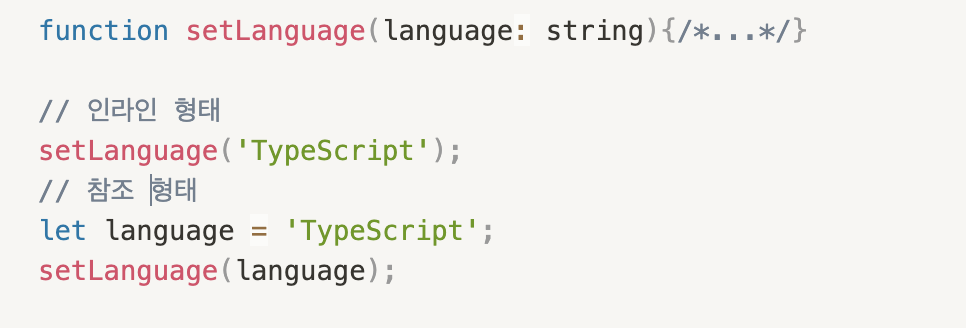 function setLanguage(language: string){/*...*/}
// 인라인 형태
setLanguage('TypeScript');
// 참조 형태
let language = 'TypeScript';
setLanguage(language);